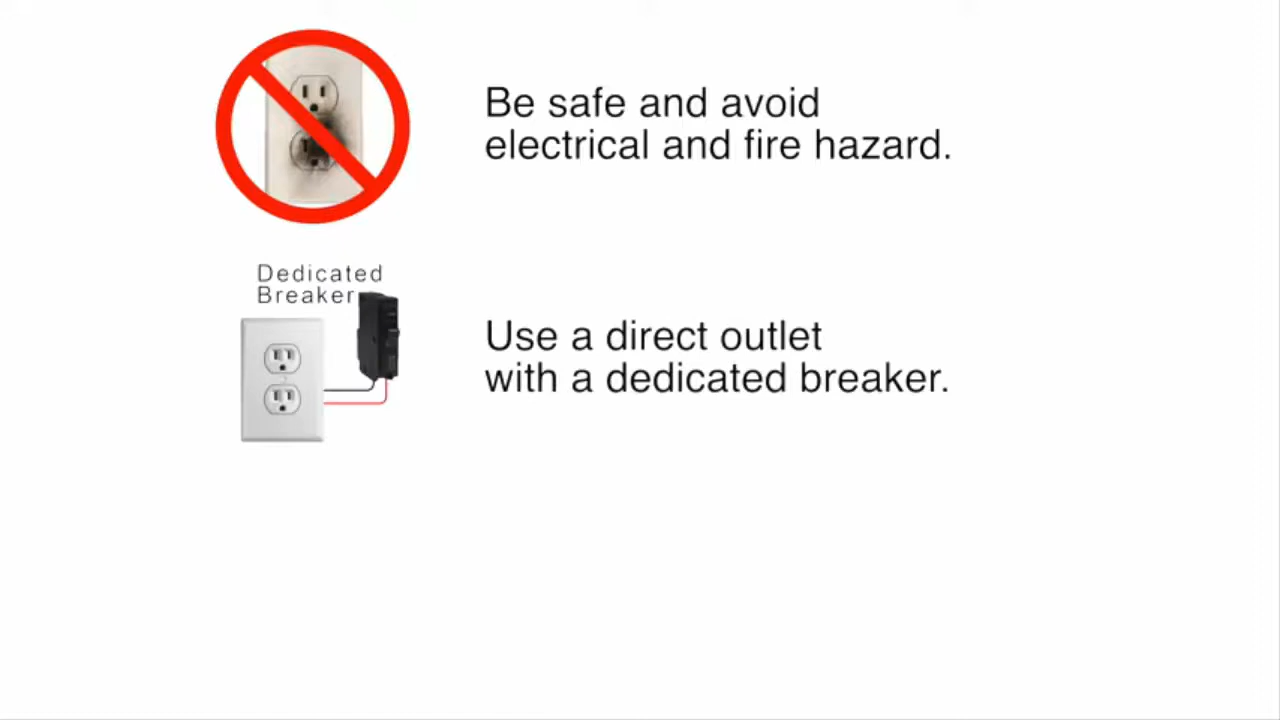 Be safe and avoid
electrical and fire hazard.
Dedicated
Breaker
Use a direct outlet
with a dedicated breaker.